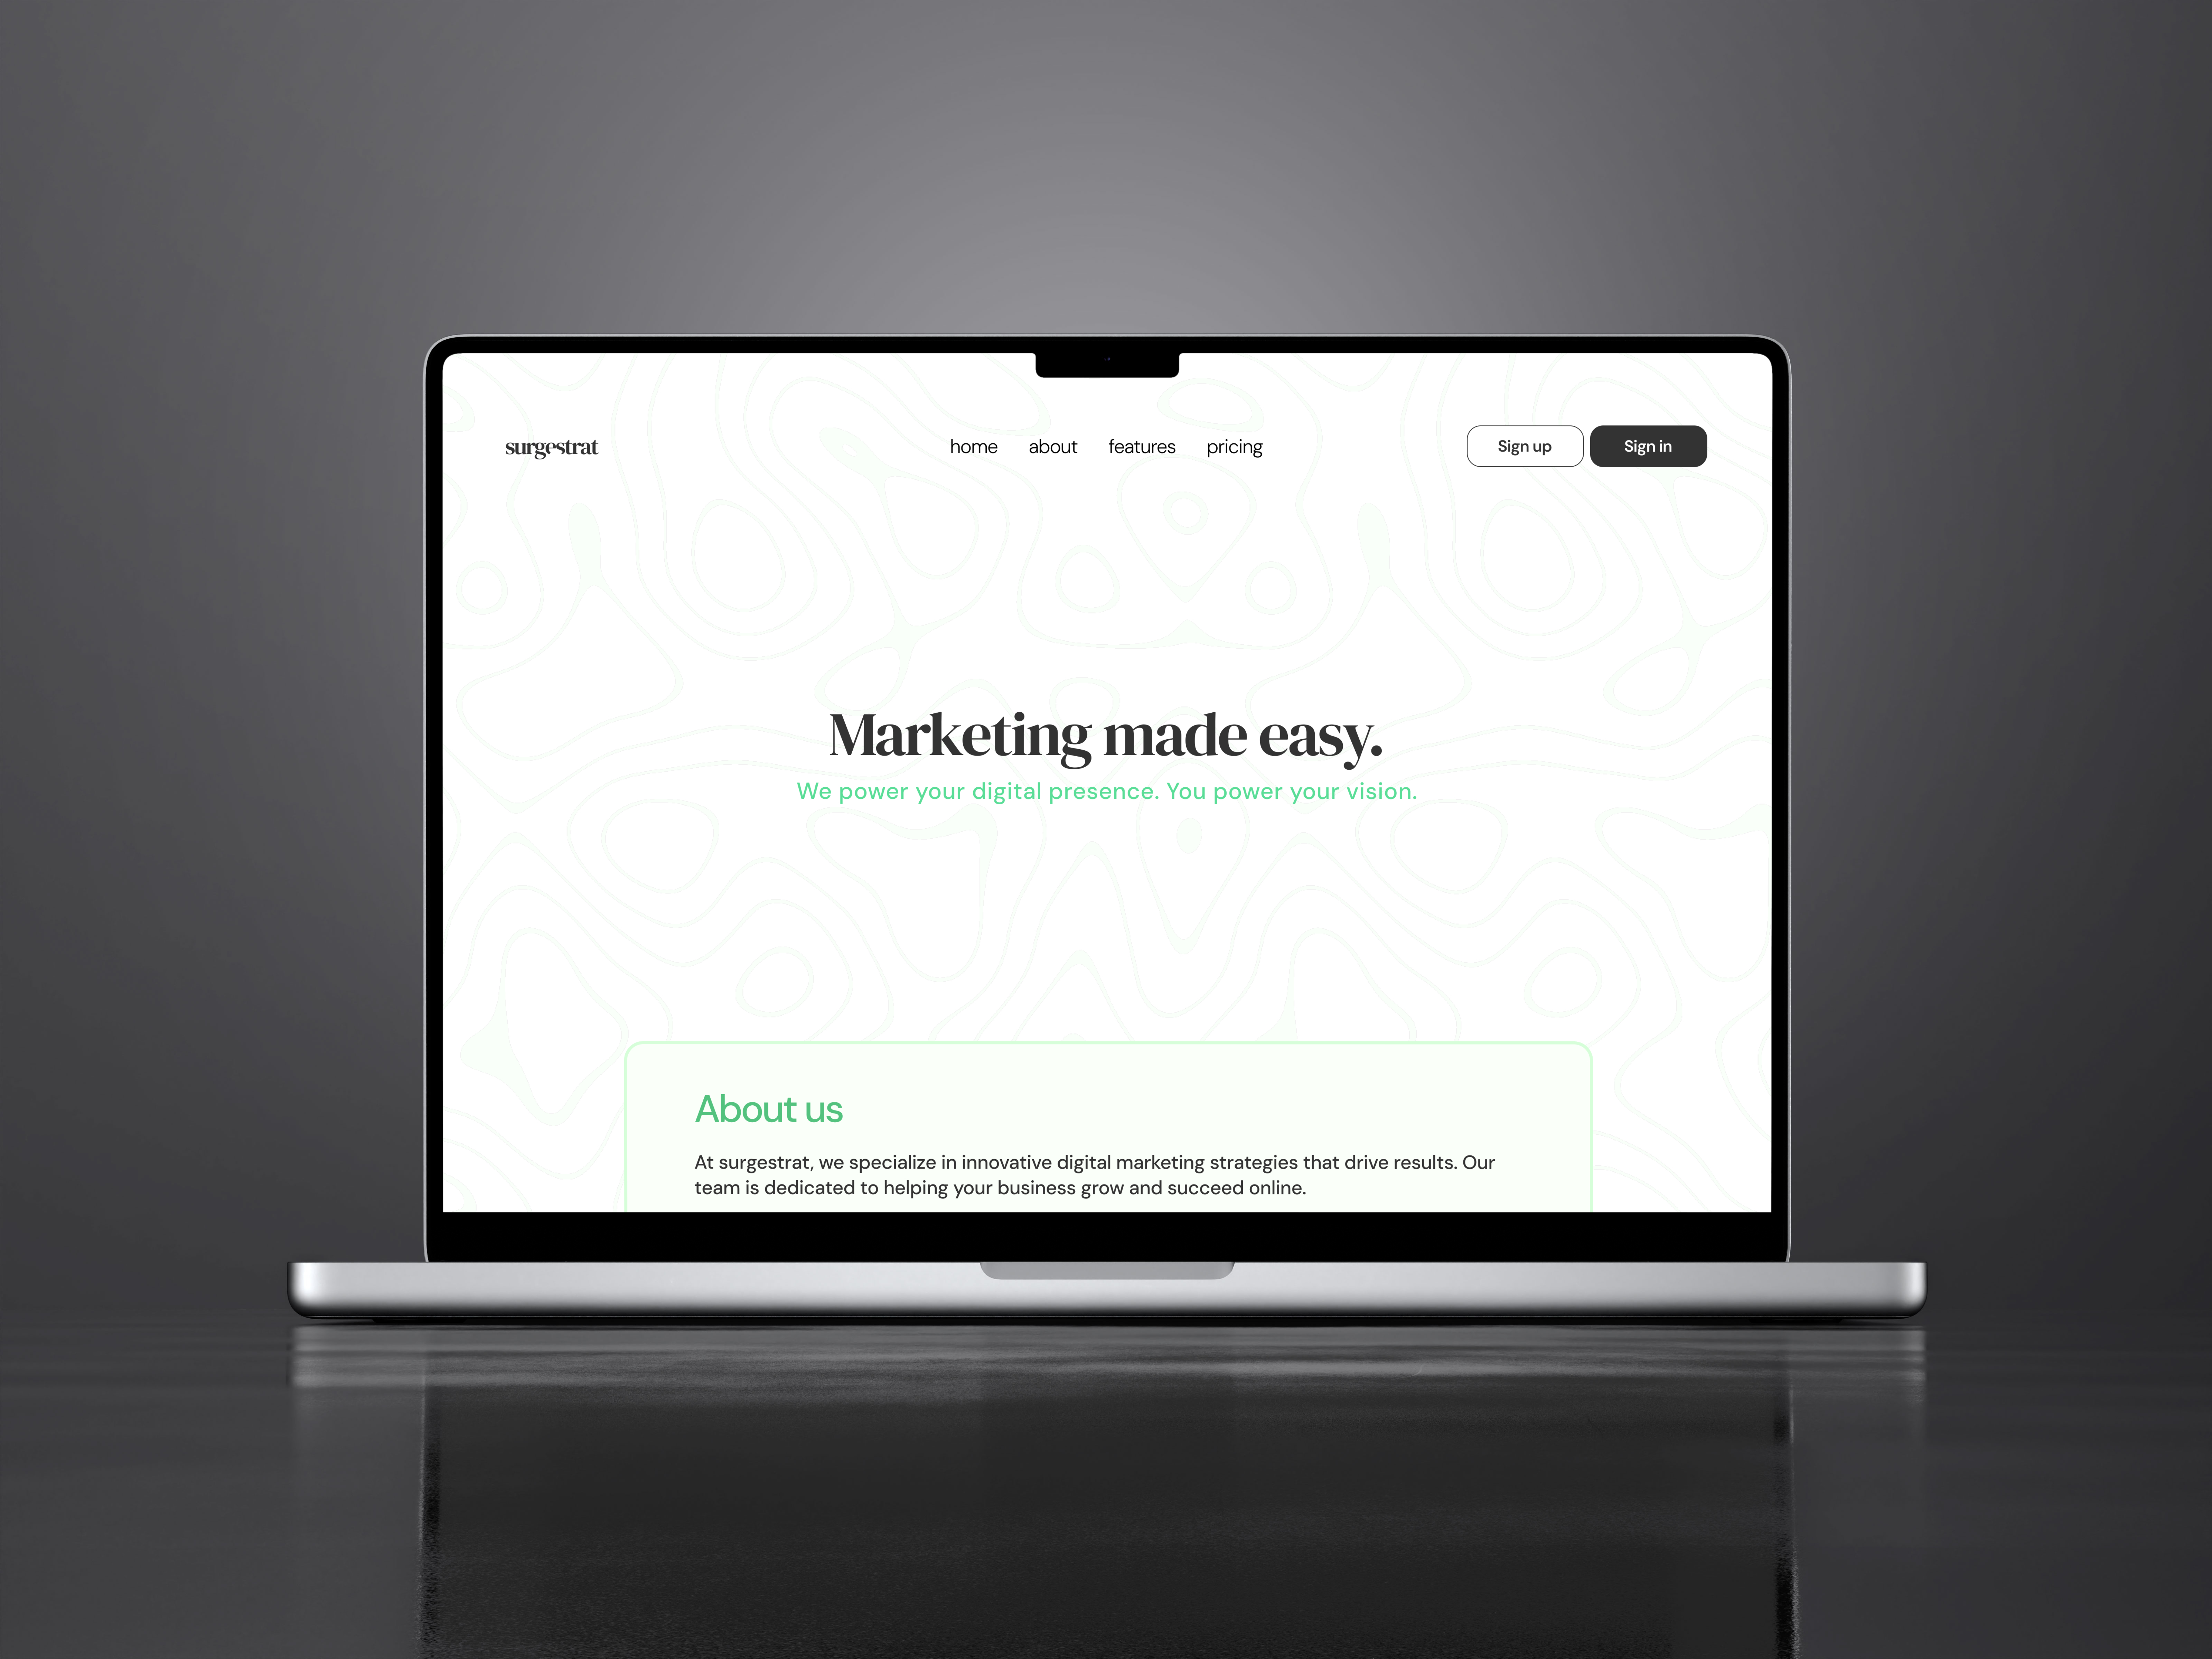 surgestrat
home about features pricing
Sign up Sign in
Marketing made easy.
We power your digital presence. You power your vision.
About us
At surgestrat, we specialize in innovative digital marketing strategies that drive results. Our
team is dedicated to helping your business grow and succeed online.